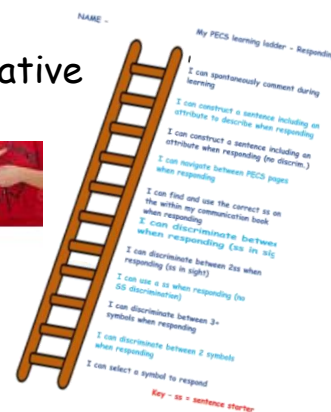 NAME -
My PECS learning ladder - Respondin
ative
I can spontaneously comment during
learning
I can construct a sentence including an
attribute to describe when responding
I can construct a sentence including an
attribute when responding (no discrim.)
I can navigate between PECS pages
when responding
I can find and use the correct ss on
the within my communication book
when responding
I can discriminate betwee
when responding (ss in sig
I can discriminate between 2ss when
responding (ss in sight)
I can use a ss when responding (no
SS discrimination)
I can discriminate between 3+
symbols when responding
I can discriminate between 2 symbols
when responding
I can select a symbol to respond
Key - ss = sentence starter